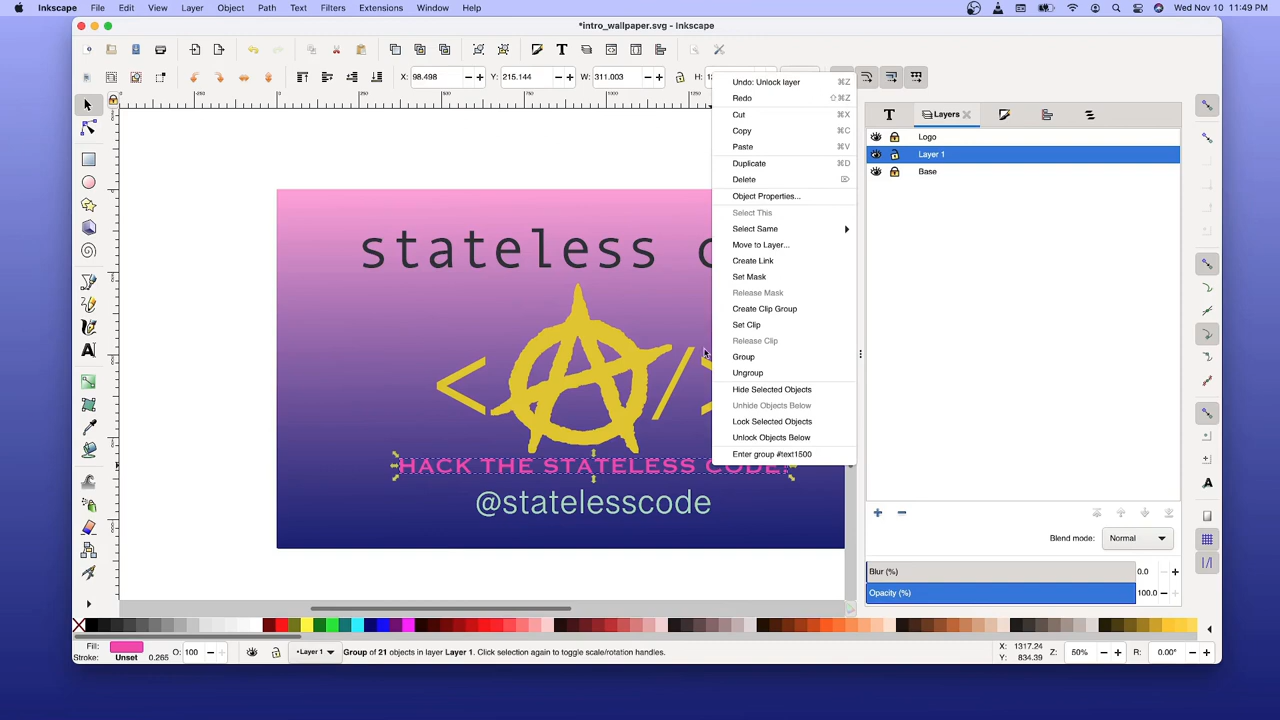 Inkscape File Edit View Layer Object Path Text Filters Extensions Window Help Wed Nov 10 11:49 PM
*intro_wallpaper.svg - Inkscape
X: 98.498 Y: 215.144 W: 311.003 H:
Undo: Unlock layer ⌘Z
Redo ⇧⌘Z
Cut ⌘X
Copy ⌘C
Paste ⌘V
Duplicate ⌘D
Delete ⌦
Object Properties...
Select This
Select Same
Move to Layer...
Create Link
Set Mask
Release Mask
Create Clip Group
Set Clip
Release Clip
Group
Ungroup
Hide Selected Objects
Unhide Objects Below
Lock Selected Objects
Unlock Objects Below
Enter group #text1500
Layers
Logo
Layer 1
Base
stateless c
<A/>
HACK THE STATELESS CODE!
@statelesscode
Blend mode: Normal
Blur (%) 0.0
Opacity (%) 100.0
Fill:
Stroke: Unset 0.265
O: 100
•Layer 1
Group of 21 objects in layer Layer 1. Click selection again to toggle scale/rotation handles.
X: 1317.24
Y: 834.39
Z: 50%
R: 0.00°